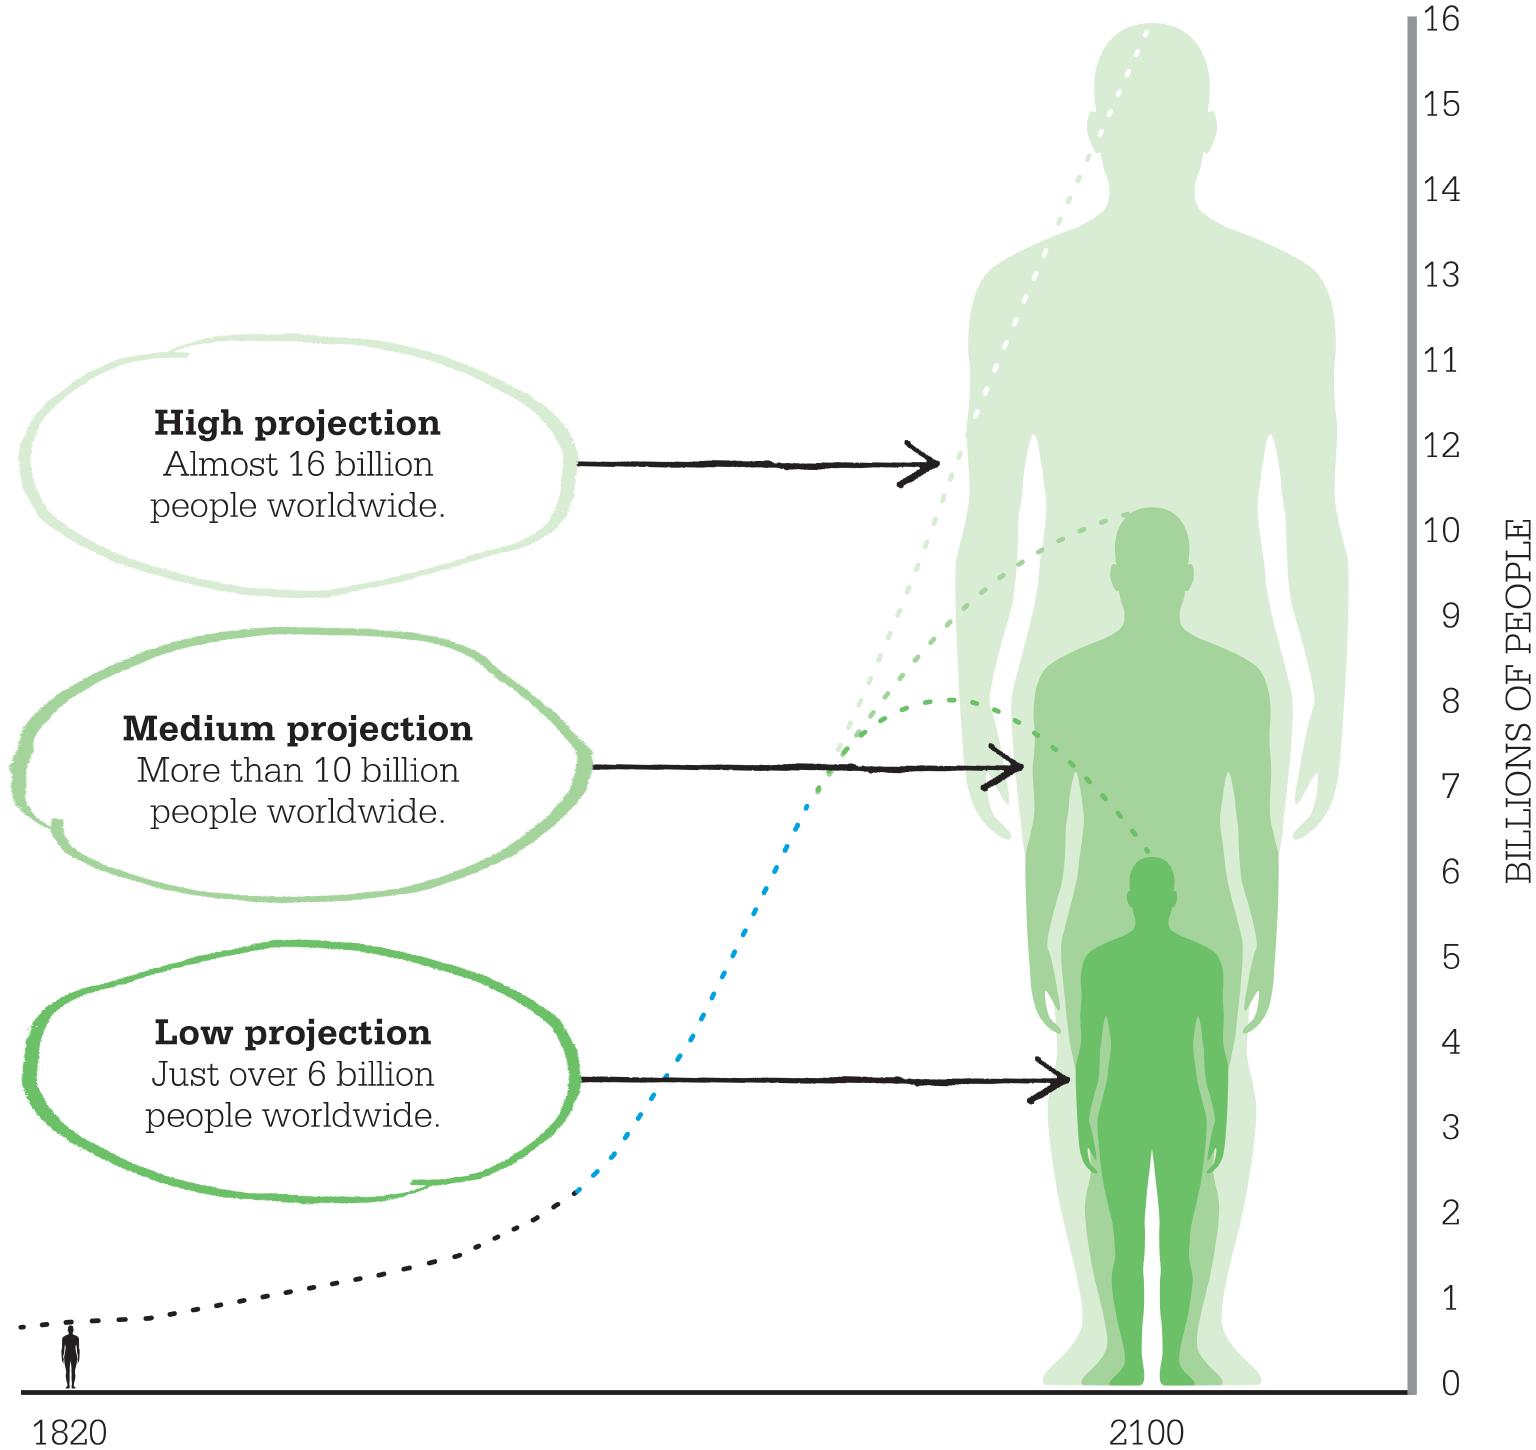 High projection
Almost 16 billion
people worldwide.
Medium projection
More than 10 billion
people worldwide.
Low projection
Just over 6 billion
people worldwide.
16
15
14
13
11
12
10
9
8
7
6
5
4
3
2
1
0
BILLIONS OF PEOPLE
1820
2100